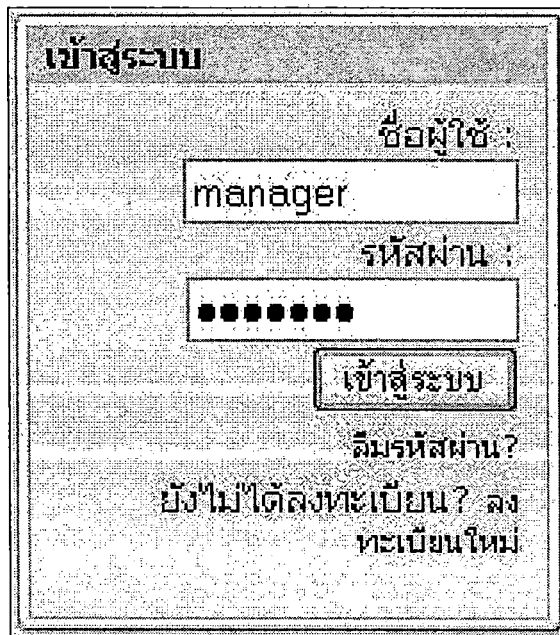 เข้าสู่ระบบ
ชื่อผู้ใช้ :
manager
รหัสผ่าน :
●●●●●●●
เข้าสู่ระบบ
ลืมรหัสผ่าน?
ยังไม่ได้ลงทะเบียน? ลง
ทะเบียนใหม่